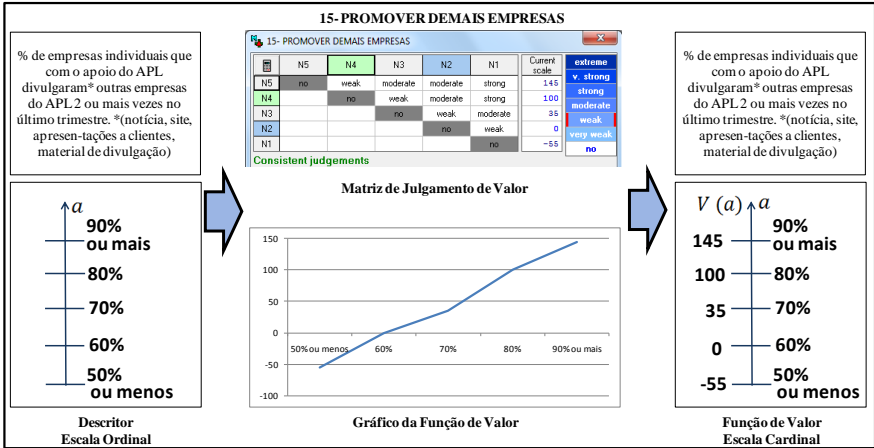 15- PROMOVER DEMAIS EMPRESAS
% de empresas individuais que
com o apoio do APL
divulgaram* outras empresas
do APL 2 ou mais vezes no
último trimestre. *(notícia, site,
apresen-tações a clientes,
material de divulgação)
a
90%
ou mais
80%
70%
60%
50%
ou menos
Descritor
Escala Ordinal
15- PROMOVER DEMAIS EMPRESAS
N5 N4 N3 N2 N1 Current
scale
N5 no weak moderate moderate strong 145
N4 no weak moderate moderate 100
N3 no weak moderate 35
N2 no weak 0
N1 no -55
extreme
v. strong
strong
moderate
weak
very weak
no
Consistent judgements
Matriz de Julgamento de Valor
150
100
50
0
-50
-100
50% ou menos 60% 70% 80% 90% ou mais
Gráfico da Função de Valor
% de empresas individuais que
com o apoio do APL
divulgaram* outras empresas
do APL 2 ou mais vezes no
último trimestre. *(notícia, site,
apresen-tações a clientes,
material de divulgação)
V (a) a
90%
145 ou mais
100 80%
35 70%
0 60%
50%
-55 ou menos
Função de Valor
Escala Cardinal